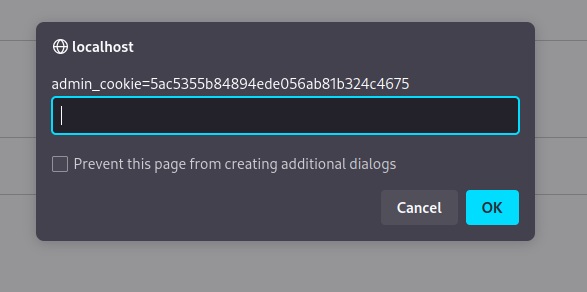 localhost
admin_cookie=5ac5355b84894ede056ab81b324c4675
Prevent this page from creating additional dialogs
Cancel OK